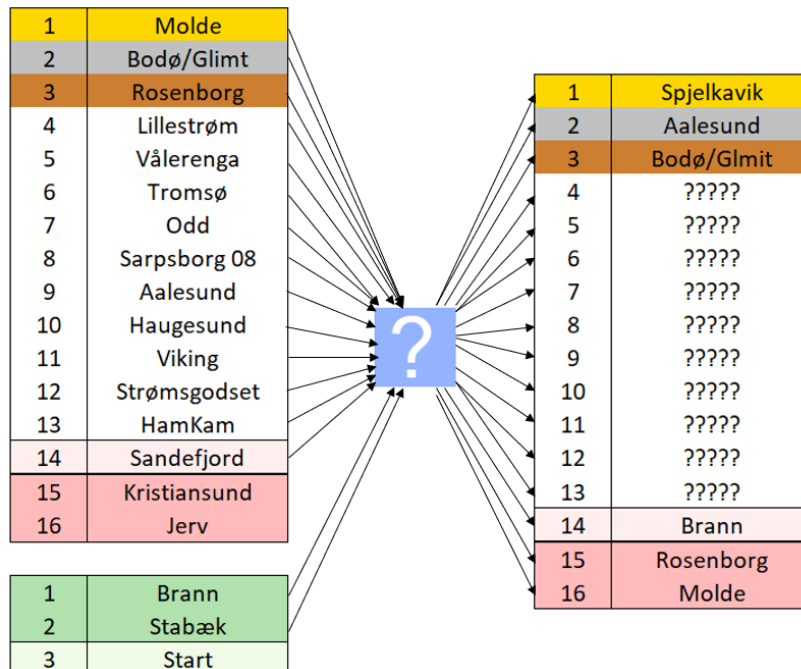 1 Molde
2 Bodø/Glimt
3 Rosenborg
4 Lillestrøm
5 Vålerenga
6 Tromsø
7 Odd
8 Sarpsborg 08
9 Aalesund
10 Haugesund
11 Viking
12 Strømsgodset
13 HamKam
14 Sandefjord
15 Kristiansund
16 Jerv
1 Brann
2 Stabæk
3 Start
?
1 Spjelkavik
2 Aalesund
3 Bodø/Glmit
4 ?????
5 ?????
6 ?????
7 ?????
8 ?????
9 ?????
10 ?????
11 ?????
12 ?????
13 ?????
14 Brann
15 Rosenborg
16 Molde